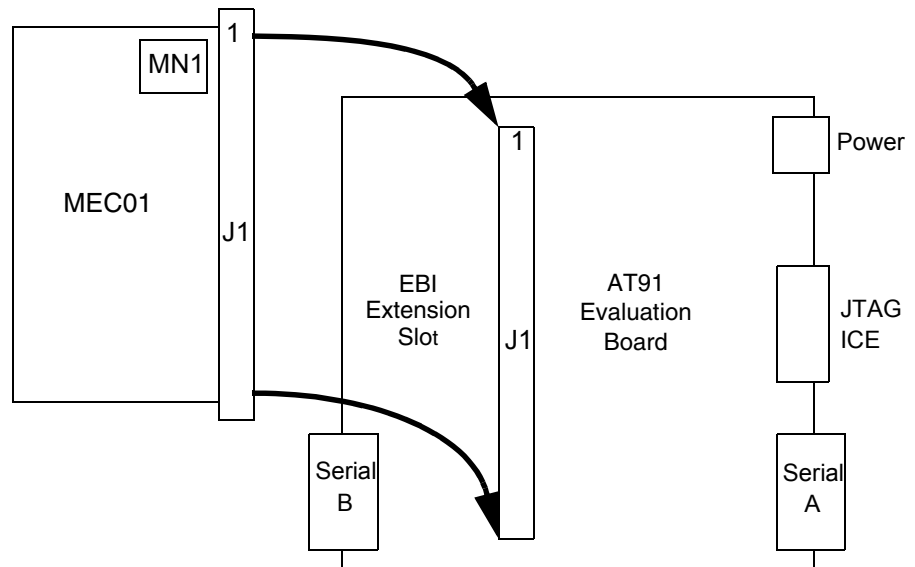 1
MN1
MEC01
J1
1
Power
EBI
Extension
Slot
J1
AT91
Evaluation
Board
JTAG
ICE
Serial
B
Serial
A